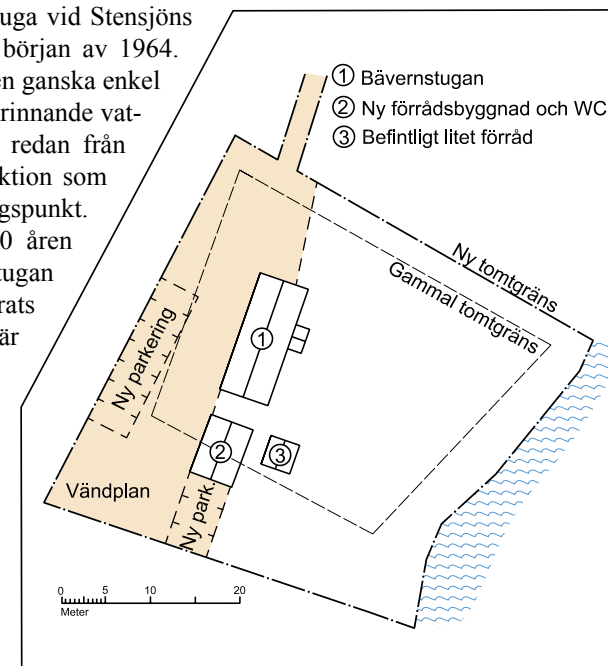 uga vid Stensjöns
början av 1964.
en ganska enkel
rinnande vat-
redan från
ktion som
gspunkt.
0 åren
tugan
rats
är
① Bävernstugan
② Ny förrådsbyggnad och WC
③ Befintligt litet förråd
Ny tomtgräns
Gammal tomtgräns
Ny parkering
①
②
③
Vändplan
Ny park.
0 5 10 20
Meter